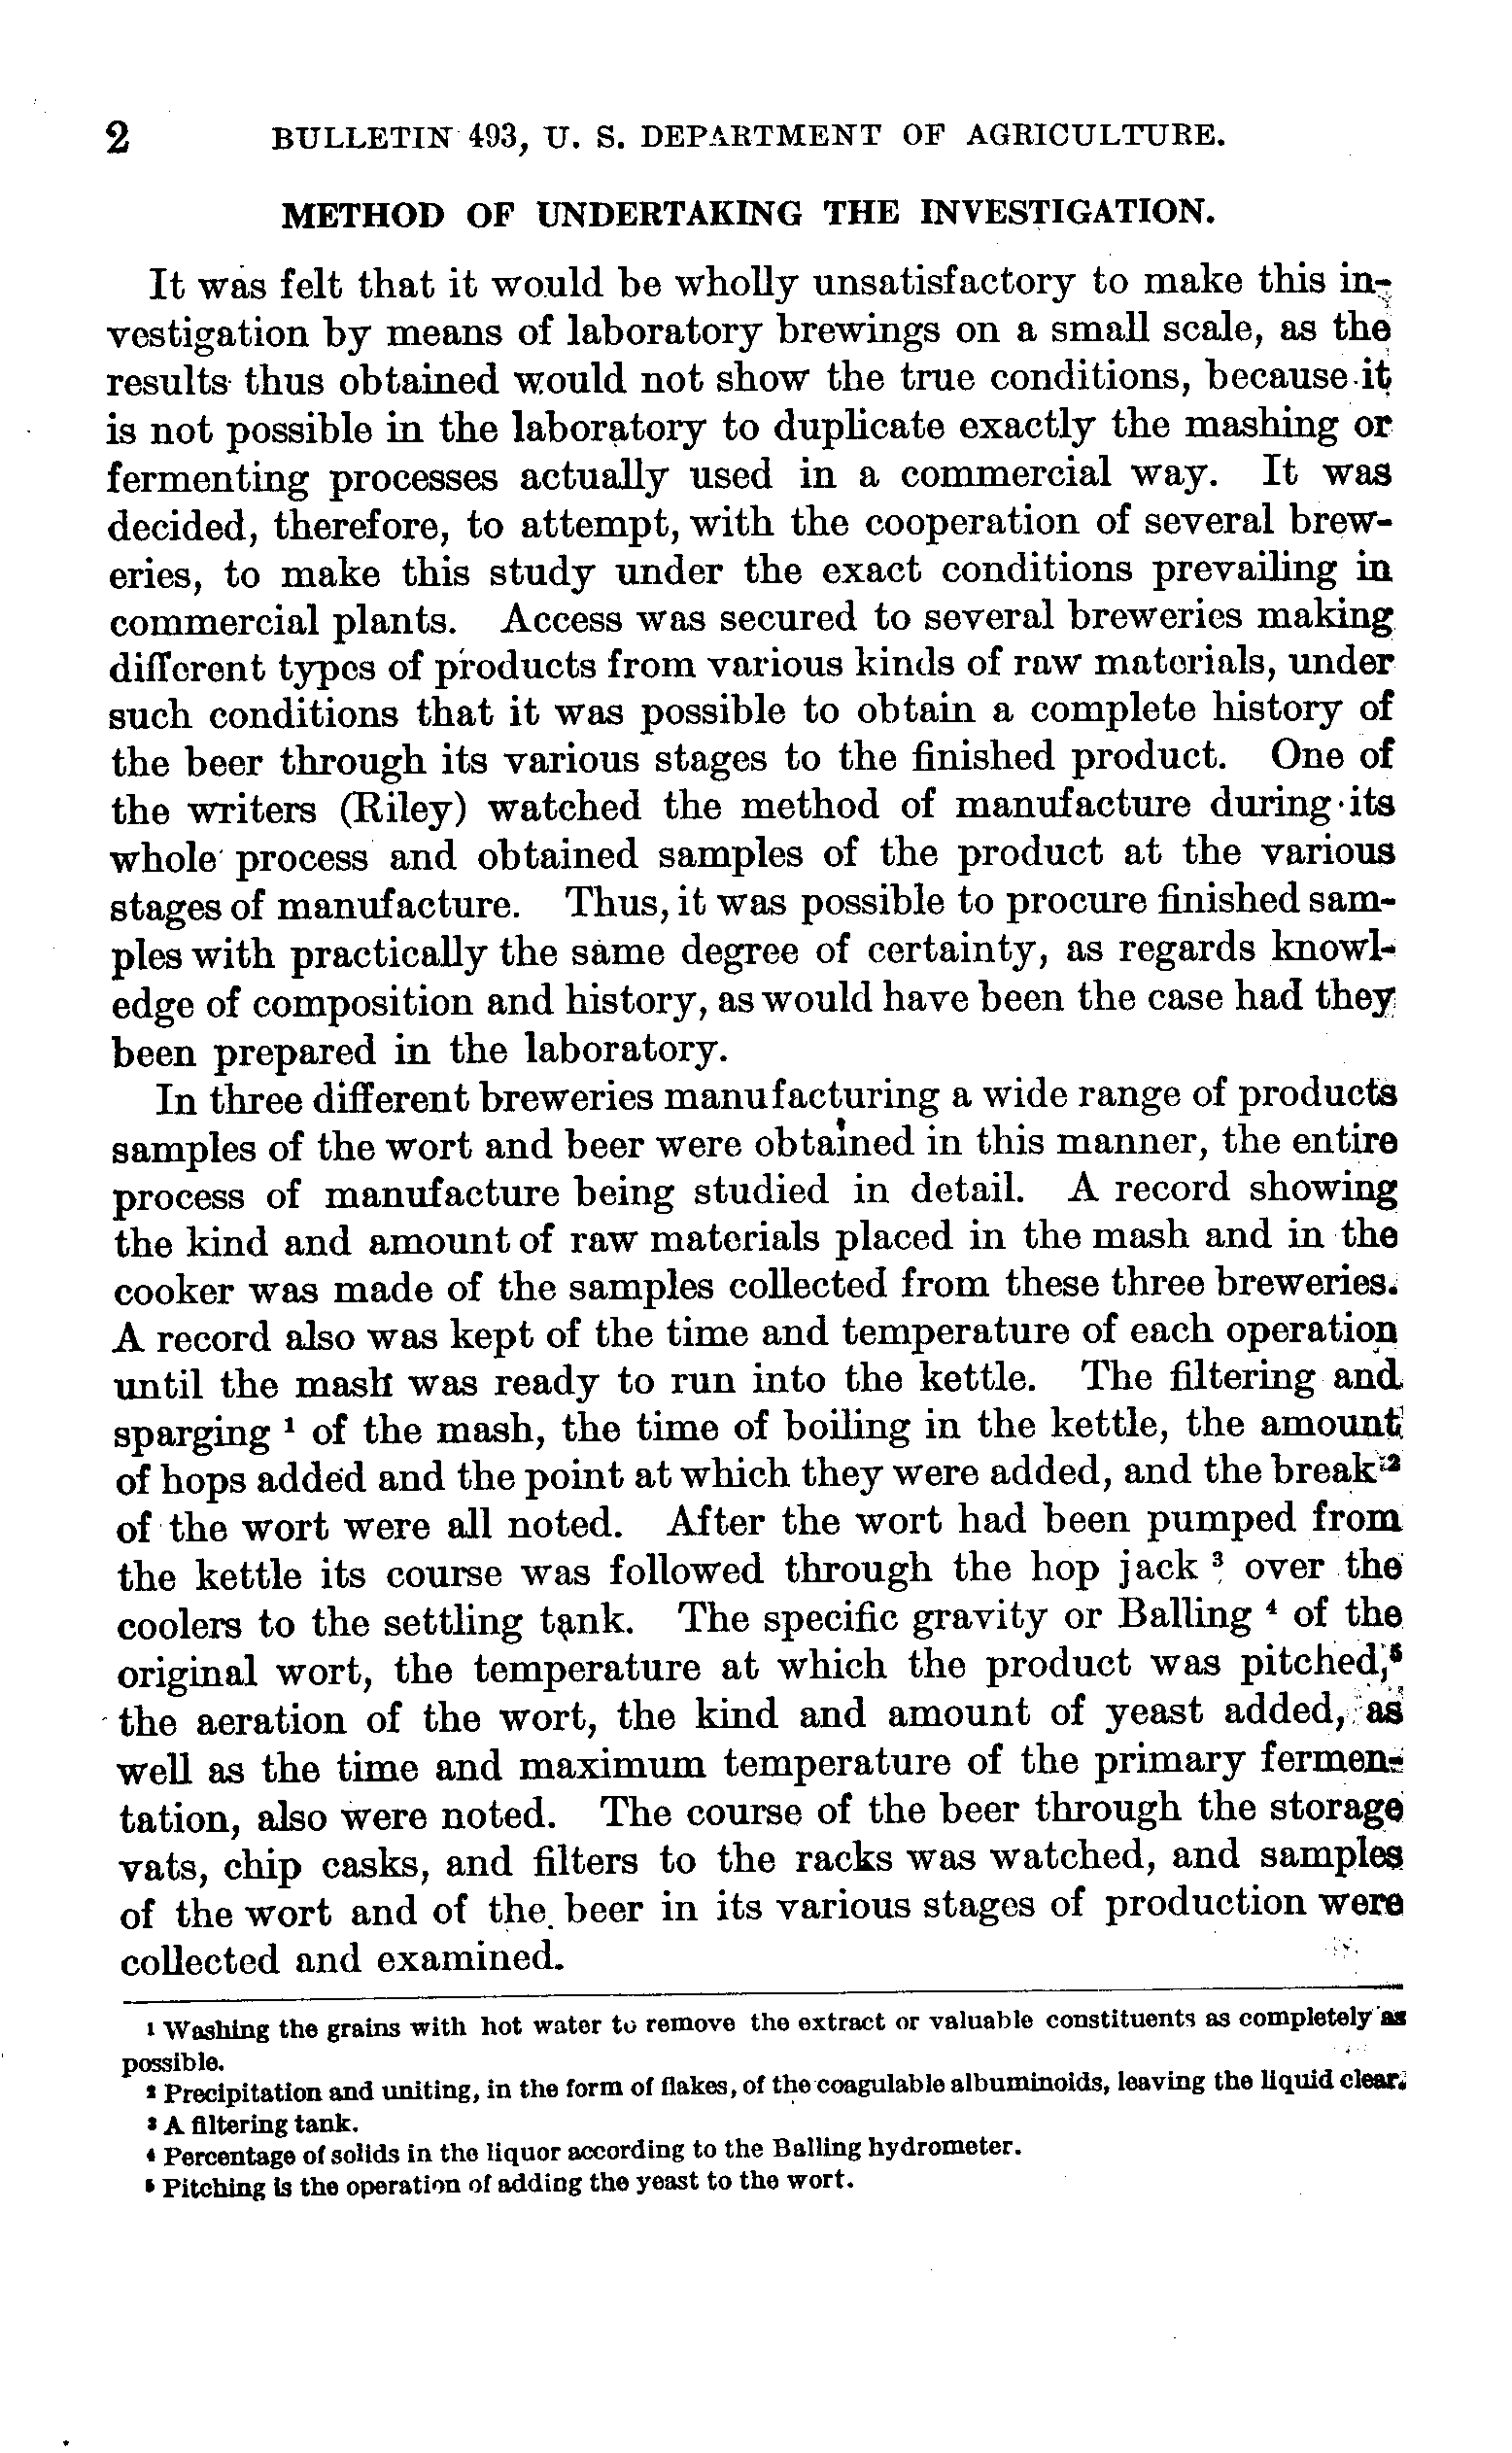 2 BULLETIN 493, U. S. DEPARTMENT OF AGRICULTURE.
METHOD OF UNDERTAKING THE INVESTIGATION.
It was felt that it would be wholly unsatisfactory to make this in-
vestigation by means of laboratory brewings on a small scale, as the
results thus obtained would not show the true conditions, because it
is not possible in the laboratory to duplicate exactly the mashing or
fermenting processes actually used in a commercial way. It was
decided, therefore, to attempt, with the cooperation of several brew-
eries, to make this study under the exact conditions prevailing in
commercial plants. Access was secured to several breweries making
different types of products from various kinds of raw materials, under
such conditions that it was possible to obtain a complete history of
the beer through its various stages to the finished product. One of
the writers (Riley) watched the method of manufacture during its
whole process and obtained samples of the product at the various
stages of manufacture. Thus, it was possible to procure finished sam-
ples with practically the same degree of certainty, as regards knowl-
edge of composition and history, as would have been the case had they
been prepared in the laboratory.
In three different breweries manufacturing a wide range of products
samples of the wort and beer were obtained in this manner, the entire
process of manufacture being studied in detail. A record showing
the kind and amount of raw materials placed in the mash and in the
cooker was made of the samples collected from these three breweries.
A record also was kept of the time and temperature of each operation
until the mash was ready to run into the kettle. The filtering and
sparging ¹ of the mash, the time of boiling in the kettle, the amount
of hops added and the point at which they were added, and the break ²
of the wort were all noted. After the wort had been pumped from
the kettle its course was followed through the hop jack ³ over the
coolers to the settling tank. The specific gravity or Balling ⁴ of the
original wort, the temperature at which the product was pitched,⁵
the aeration of the wort, the kind and amount of yeast added, as
well as the time and maximum temperature of the primary fermen-
tation, also were noted. The course of the beer through the storage
vats, chip casks, and filters to the racks was watched, and samples
of the wort and of the beer in its various stages of production were
collected and examined.
¹ Washing the grains with hot water to remove the extract or valuable constituents as completely as
possible.
² Precipitation and uniting, in the form of flakes, of the coagulable albuminoids, leaving the liquid clear.
³ A filtering tank.
⁴ Percentage of solids in the liquor according to the Balling hydrometer.
⁵ Pitching is the operation of adding the yeast to the wort.